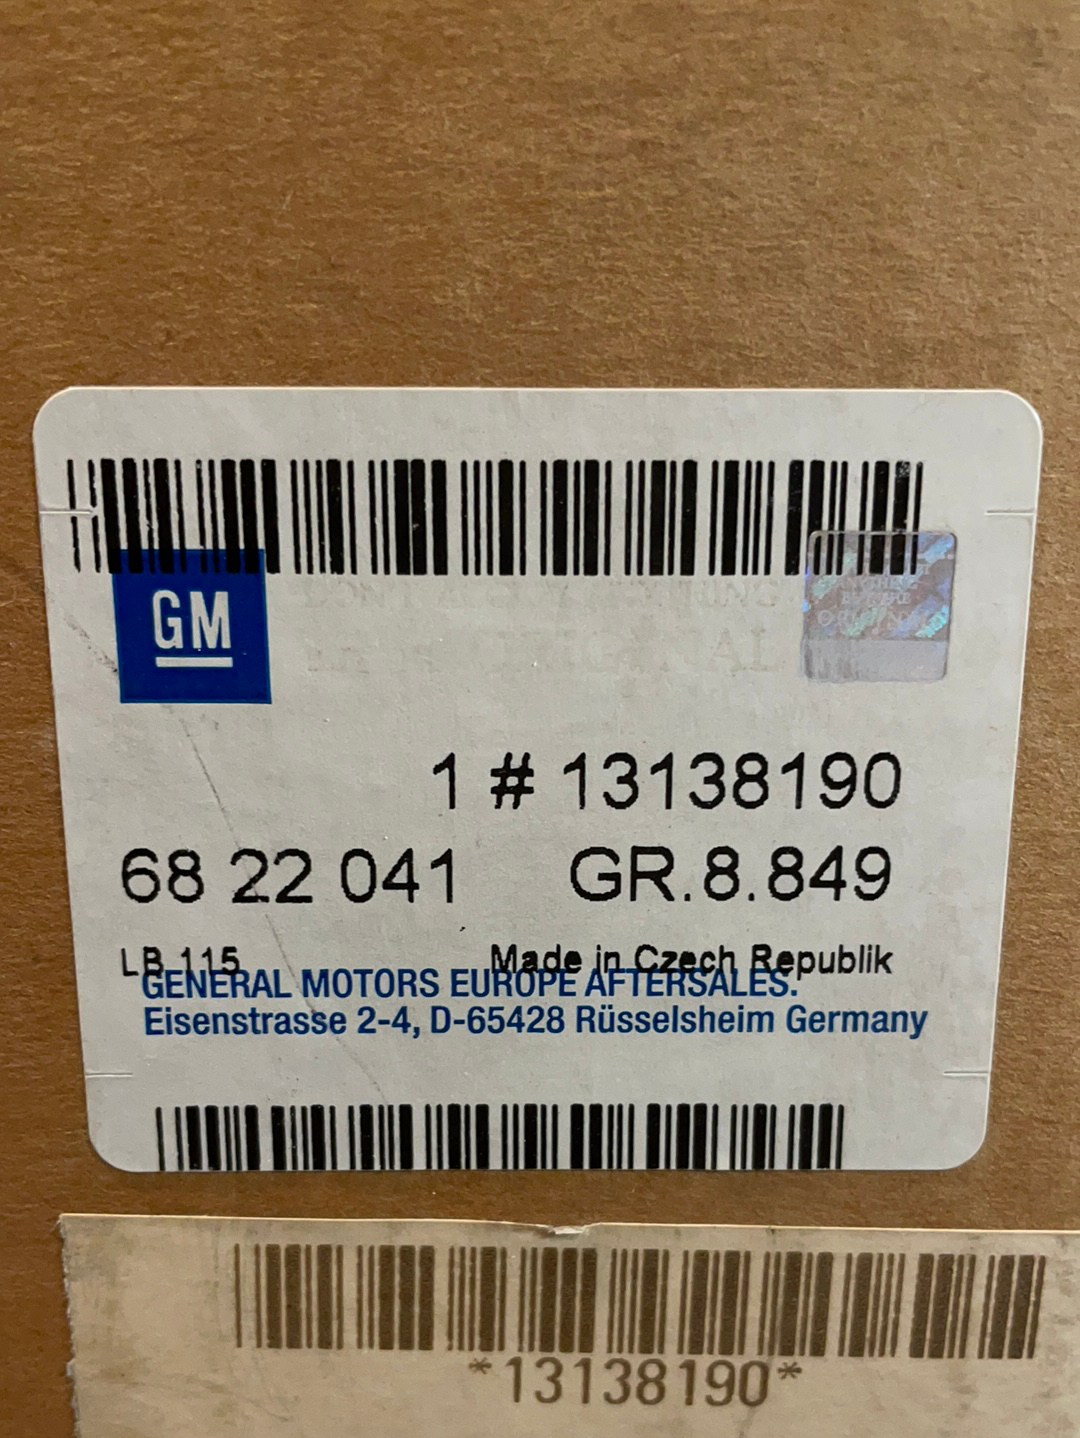 GM
1 # 13138190
68 22 041 GR.8.849
LB 115 Made in Czech Republik
GENERAL MOTORS EUROPE AFTERSALES.
Eisenstrasse 2-4, D-65428 Rüsselsheim Germany
*13138190*